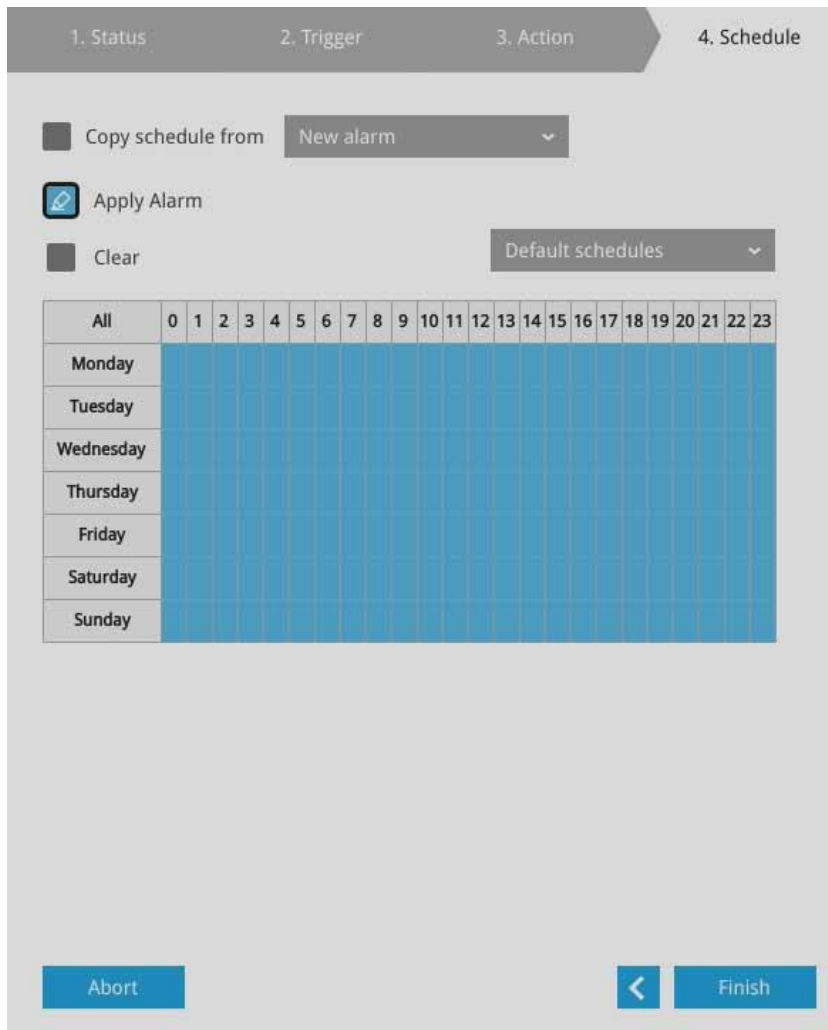 1. Status 2. Trigger 3. Action 4. Schedule
Copy schedule from New alarm
Apply Alarm
Clear Default schedules
All 0 1 2 3 4 5 6 7 8 9 10 11 12 13 14 15 16 17 18 19 20 21 22 23
Monday
Tuesday
Wednesday
Thursday
Friday
Saturday
Sunday
Abort Finish